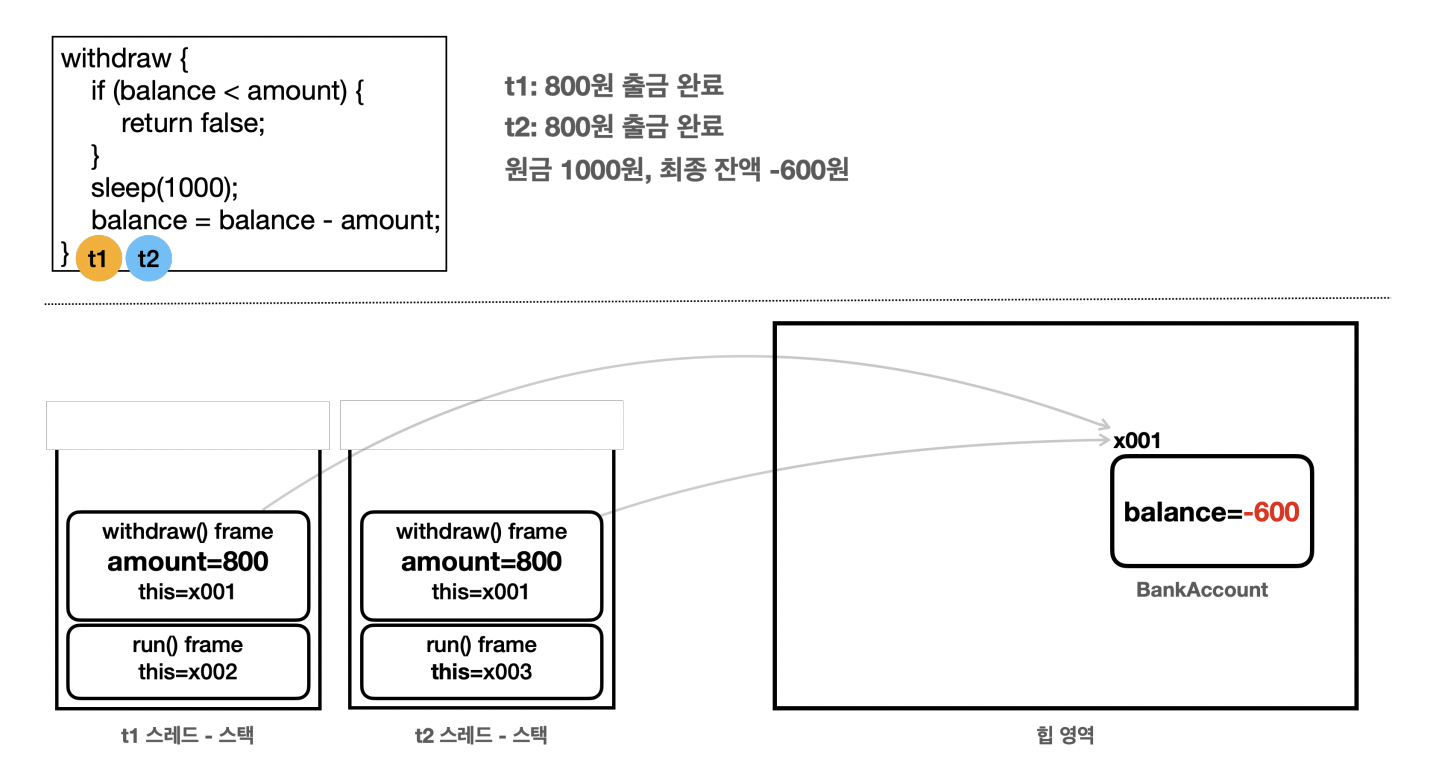 withdraw {
if (balance < amount) {
return false;
}
sleep(1000);
balance = balance - amount;
}
t1
t2
t1: 800원 출금 완료
t2: 800원 출금 완료
원금 1000원, 최종 잔액 -600원
withdraw() frame
amount=800
this=x001
run() frame
this=x002
t1 스레드 - 스택
withdraw() frame
amount=800
this=x001
run() frame
this=x003
t2 스레드 - 스택
x001
balance=-600
BankAccount
힙 영역